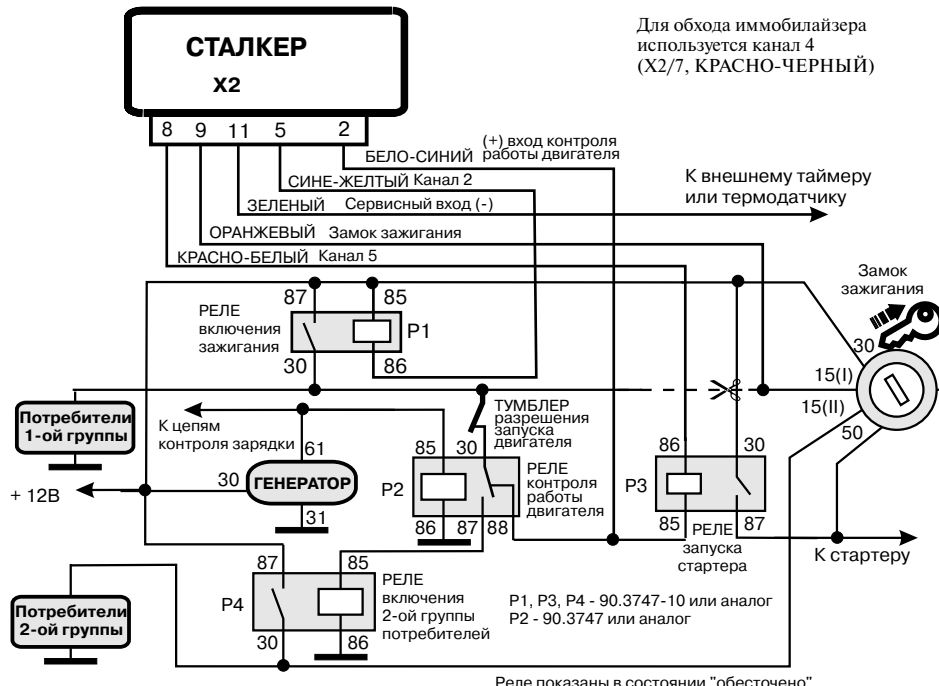 СТАЛКЕР
X2
Для обхода иммобилайзера
используется канал 4
(X2/7, КРАСНО-ЧЕРНЫЙ)
8 9 11 5 2
(+) вход контроля
БЕЛО-СИНИЙ работы двигателя
СИНЕ-ЖЕЛТЫЙ Канал 2
ЗЕЛЕНЫЙ Сервисный вход (-)
К внешнему таймеру
или термодатчику
ОРАНЖЕВЫЙ Замок зажигания
КРАСНО-БЕЛЫЙ Канал 5
Замок
зажигания
87 85
РЕЛЕ
включения
зажигания
P1
30 86
30
15(I)
15(II)
50
Потребители
1-ой группы
К цепям
контроля зарядки
ТУМБЛЕР
разрешения
запуска
двигателя
61
85 30
86 30
30
ГЕНЕРАТОР
+ 12В
31
P2
РЕЛЕ
контроля
работы
двигателя
86 87 88
P3
85 87
РЕЛЕ
запуска
стартера
К стартеру
87 85
P4
РЕЛЕ
включения
2-ой группы
потребителей
30 86
Потребители
2-ой группы
P1, P3, P4 - 90.3747-10 или аналог
P2 - 90.3747 или аналог
Реле показаны в состоянии "обесточено"